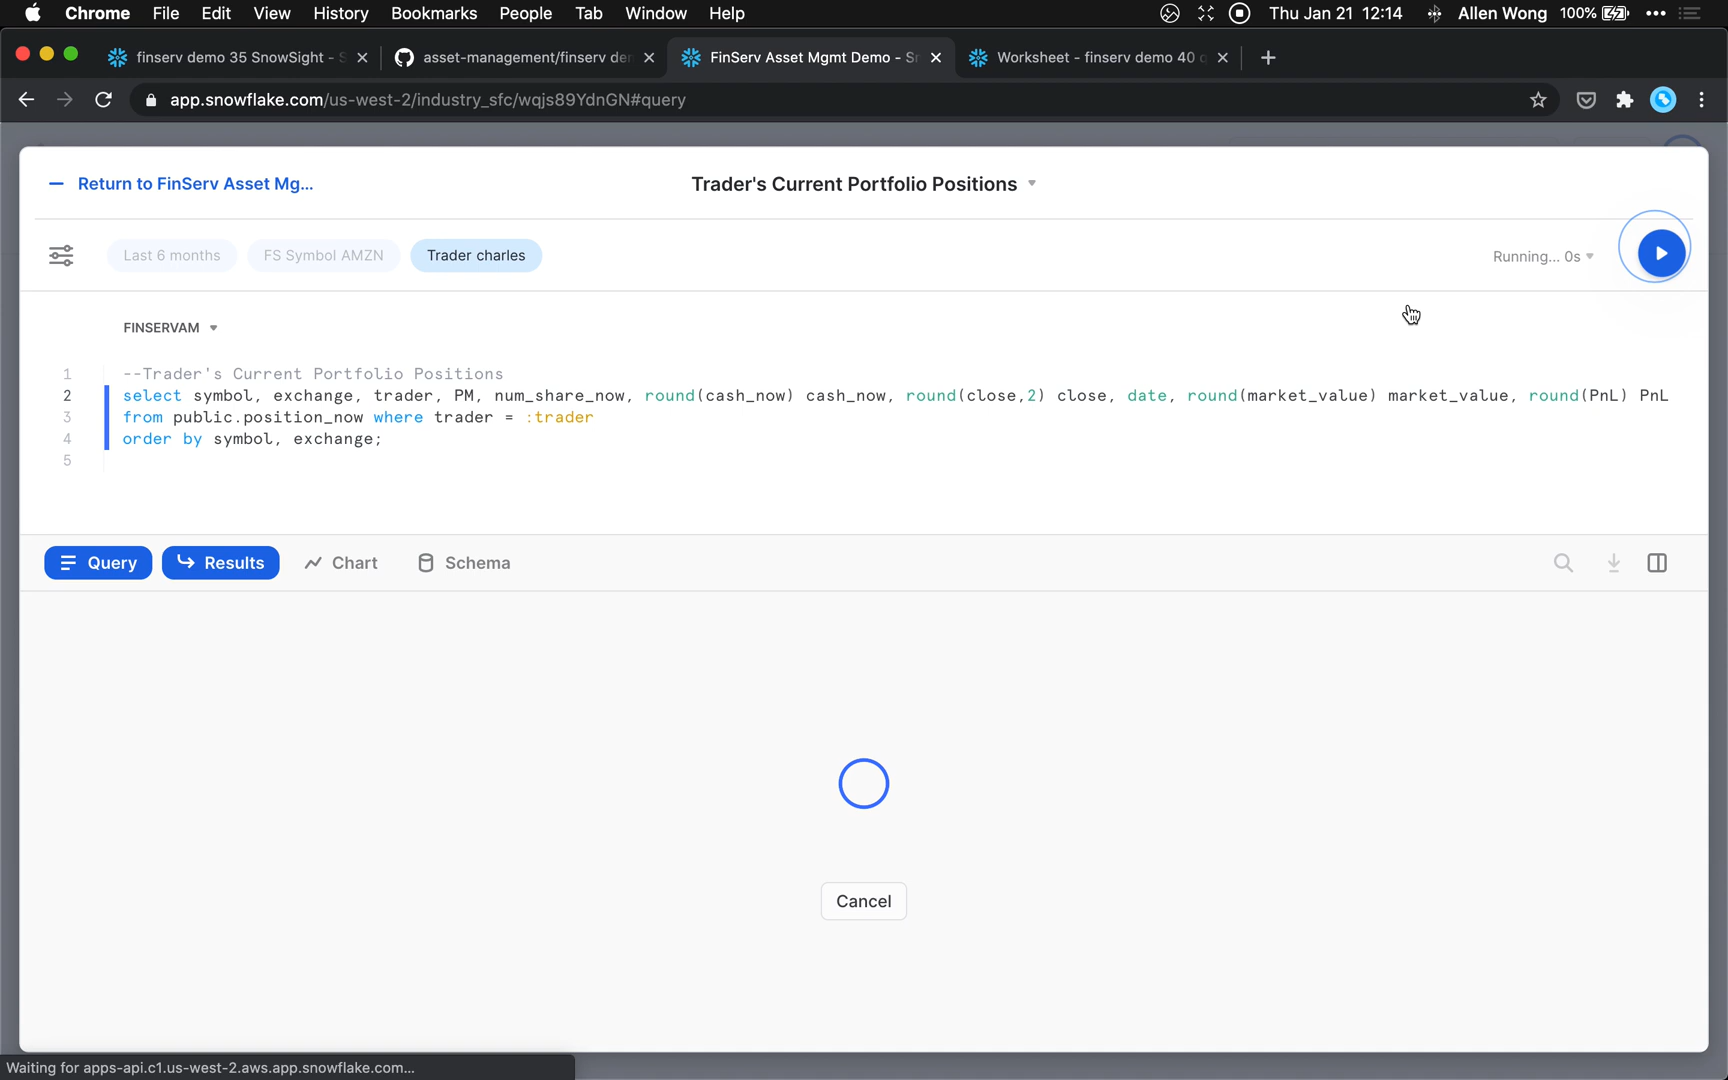 Chrome File Edit View History Bookmarks People Tab Window Help Thu Jan 21 12:14 Allen Wong 100%
finserv demo 35 SnowSight - asset-management/finserv FinServ Asset Mgmt Demo - Worksheet - finserv demo 40
app.snowflake.com/us-west-2/industry_sfc/wqjs89YdnGN#query
Return to FinServ Asset Mg... Trader's Current Portfolio Positions
Last 6 months FS Symbol AMZN Trader charles Running... 0s
FINSERVAM
1 --Trader's Current Portfolio Positions
2 select symbol, exchange, trader, PM, num_share_now, round(cash_now) cash_now, round(close,2) close, date, round(market_value) market_value, round(PnL) PnL
3 from public.position_now where trader = :trader
4 order by symbol, exchange;
5
Query Results Chart Schema
Cancel
Waiting for apps-api.c1.us-west-2.aws.app.snowflake.com...